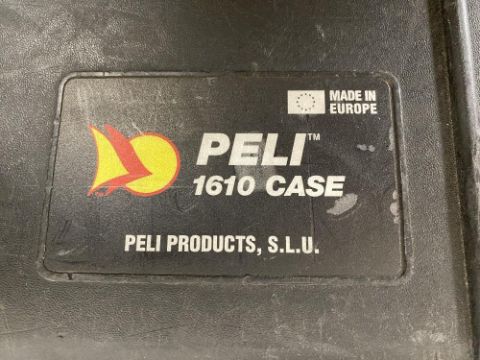 MADE IN
EUROPE
PELI™
1610 CASE
PELI PRODUCTS, S.L.U.